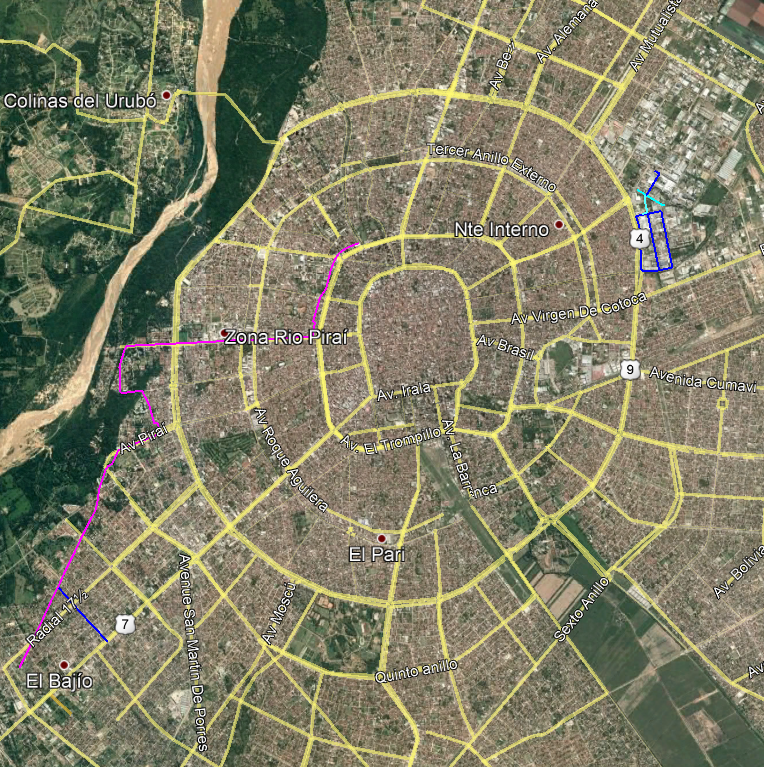 Av. Alemana
Av Mutualista
Av Beni
Colinas del Urubó
Tercer Anillo Externo
Nte Interno
4
Av Virgen De Cotoca
Zona Rio Piraí
Av Brasil
9
Avenida Cumavi
Av. Irala
Av Piraí
Av. El Trompillo
Av. La Barranca
Av Roque Aguilera
El Pari
Av. Bolivia
Radial 17½
7
Avenue San Martin De Porres
Av Moscú
Sexto Anillo
Quinto anillo
El Bajío
Av